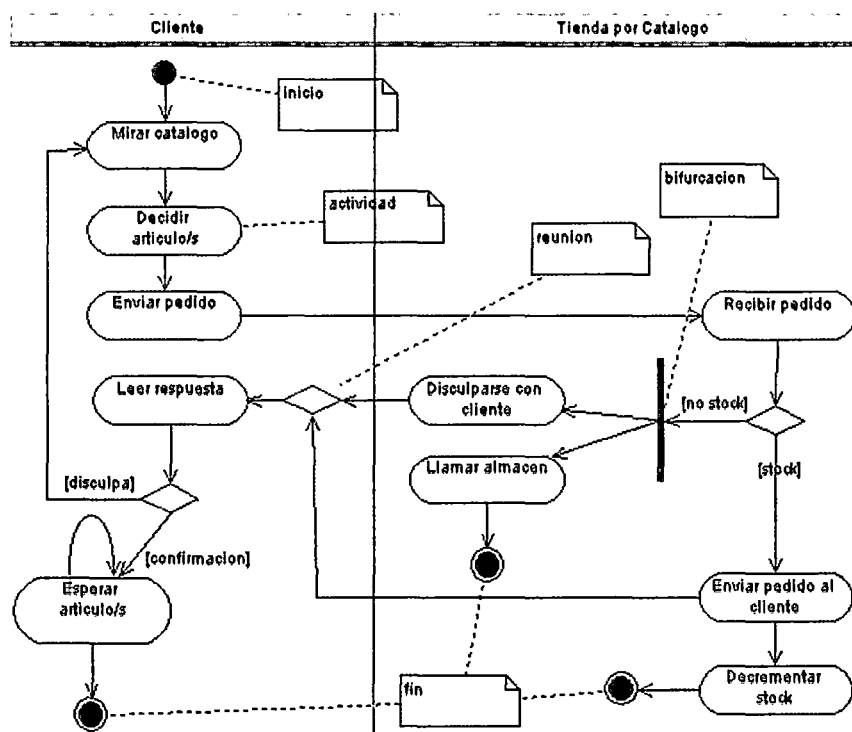 Cliente
Tienda por Catalogo
inicio
Mirar catalogo
bifurcacion
Decidir
articulo/s
actividad
reunion
Enviar pedido
Recibir pedido
Leer respuesta
Disculparse con
cliente
[no stock]
Llamar almacen
[stock]
[disculpa]
[confirmacion]
Esperar
articulo/s
Enviar pedido al
cliente
fin
Decrementar
stock